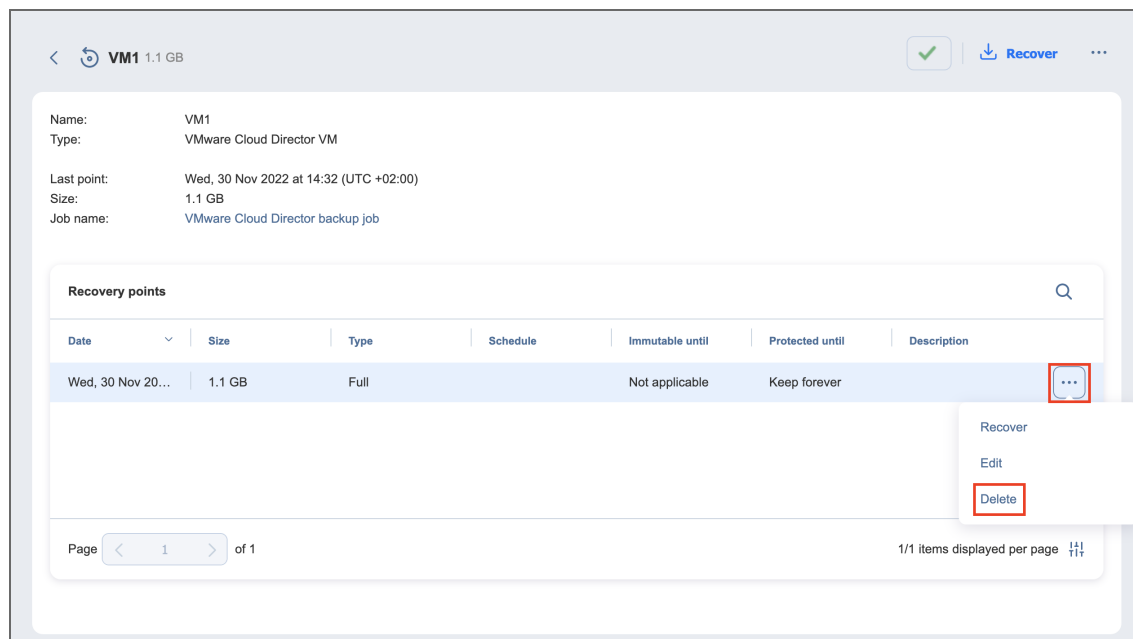 VM1 1.1 GB
Recover
Name: VM1
Type: VMware Cloud Director VM
Last point: Wed, 30 Nov 2022 at 14:32 (UTC +02:00)
Size: 1.1 GB
Job name: VMware Cloud Director backup job
Recovery points
Date Size Type Schedule Immutable until Protected until Description
Wed, 30 Nov 20... 1.1 GB Full Not applicable Keep forever
Recover
Edit
Delete
Page 1 of 1 1/1 items displayed per page